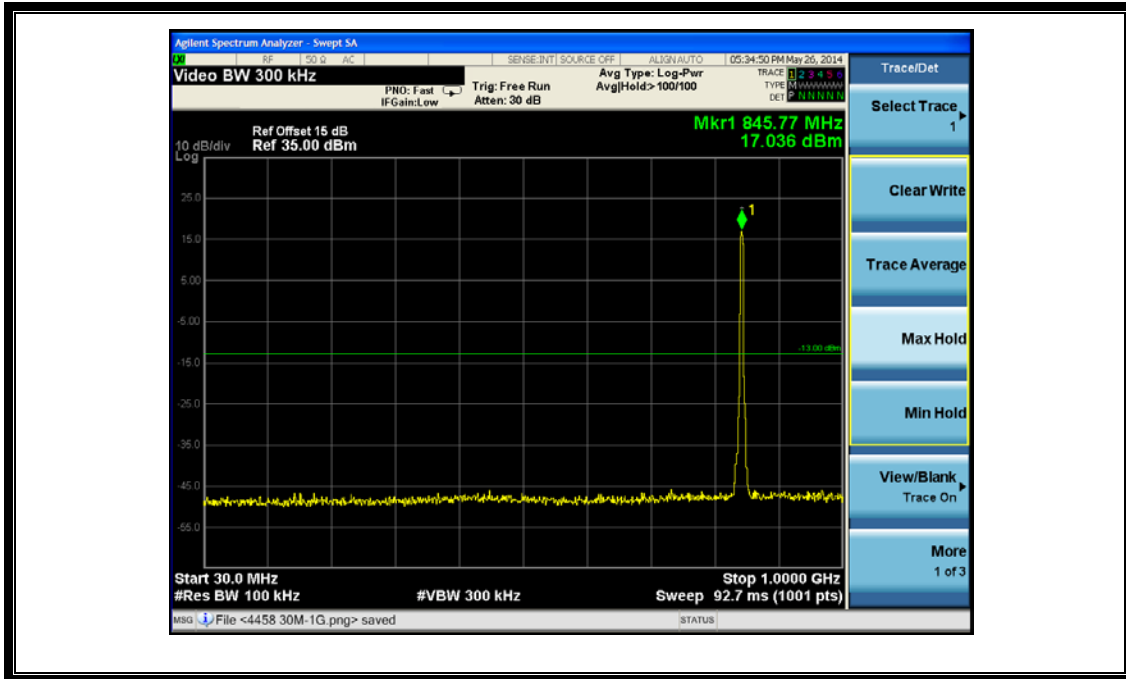 Agilent Spectrum Analyzer - Swept SA
RF 50 Ω AC SENSE:INT SOURCE OFF ALIGN AUTO 05:34:50 PM May 26, 2014
Video BW 300 kHz
PNO: Fast
IFGain:Low
Trig: Free Run
Atten: 30 dB
Avg Type: Log-Pwr
Avg|Hold:>100/100
TRACE 1 2 3 4 5 6
TYPE M W W W W W
DET P N N N N N
Mkr1 845.77 MHz
17.036 dBm
Ref Offset 15 dB
10 dB/div Ref 35.00 dBm
Log
25.0
15.0
5.00
-5.00
-15.0
-25.0
-35.0
-45.0
-55.0
1
-13.00 dBm
Start 30.0 MHz Stop 1.0000 GHz
#Res BW 100 kHz #VBW 300 kHz Sweep 92.7 ms (1001 pts)
MSG File <4458 30M-1G.png> saved STATUS
Trace/Det
Select Trace
1
Clear Write
Trace Average
Max Hold
Min Hold
View/Blank
Trace On
More
1 of 3